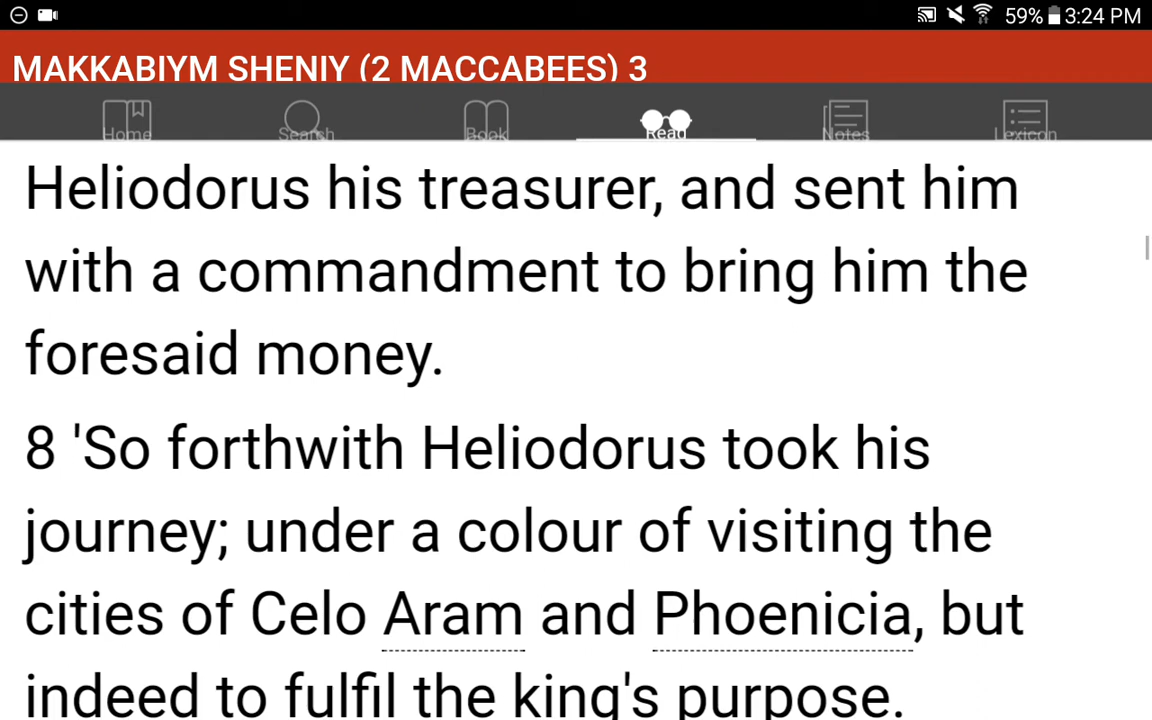 59% 3:24 PM
MAKKABIYM SHENIY (2 MACCABEES) 3
Home Search Book Read Notes Lexicon
Heliodorus his treasurer, and sent him
with a commandment to bring him the
foresaid money.
8 'So forthwith Heliodorus took his
journey; under a colour of visiting the
cities of Celo Aram and Phoenicia, but
indeed to fulfil the king's purpose.